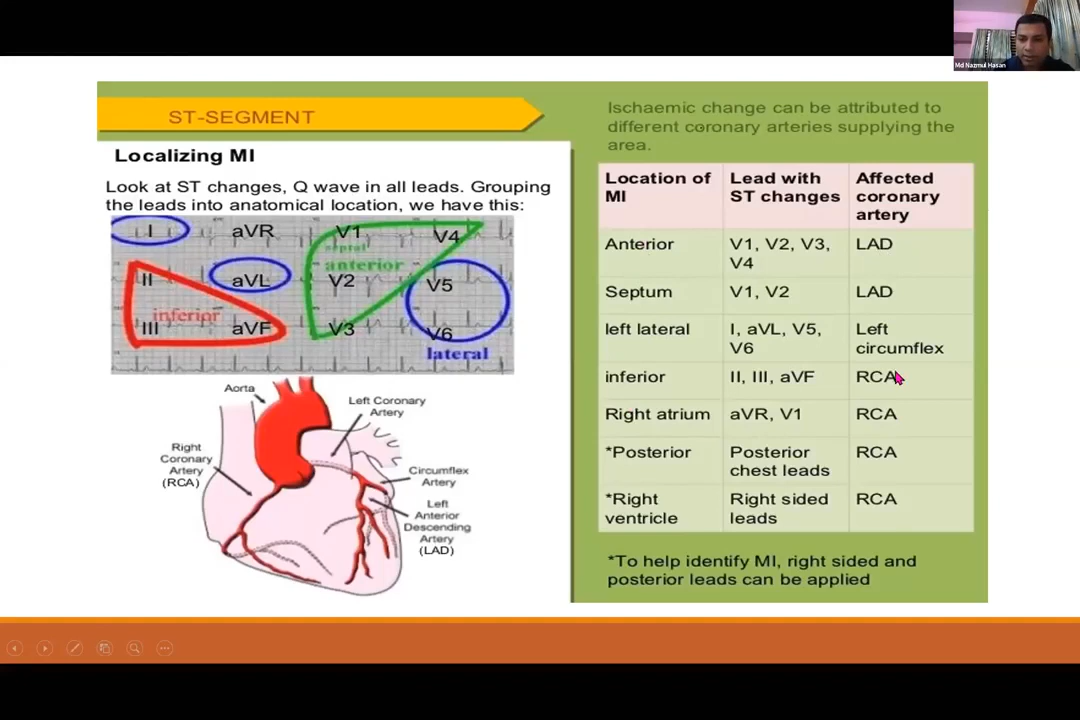 Md Nazmul Hasan
ST-SEGMENT
Localizing MI
Look at ST changes, Q wave in all leads. Grouping
the leads into anatomical location, we have this:
I aVR V1 V4
septal
anterior
II aVL V2 V5
inferior
III aVF V3 V6
lateral
Aorta
Left Coronary
Artery
Right
Coronary
Artery
(RCA)
Circumflex
Artery
Left
Anterior
Descending
Artery
(LAD)
Ischaemic change can be attributed to
different coronary arteries supplying the
area.
Location of MI Lead with ST changes Affected coronary artery
Anterior V1, V2, V3, V4 LAD
Septum V1, V2 LAD
left lateral I, aVL, V5, V6 Left circumflex
inferior II, III, aVF RCA
Right atrium aVR, V1 RCA
*Posterior Posterior chest leads RCA
*Right ventricle Right sided leads RCA
*To help identify MI, right sided and
posterior leads can be applied